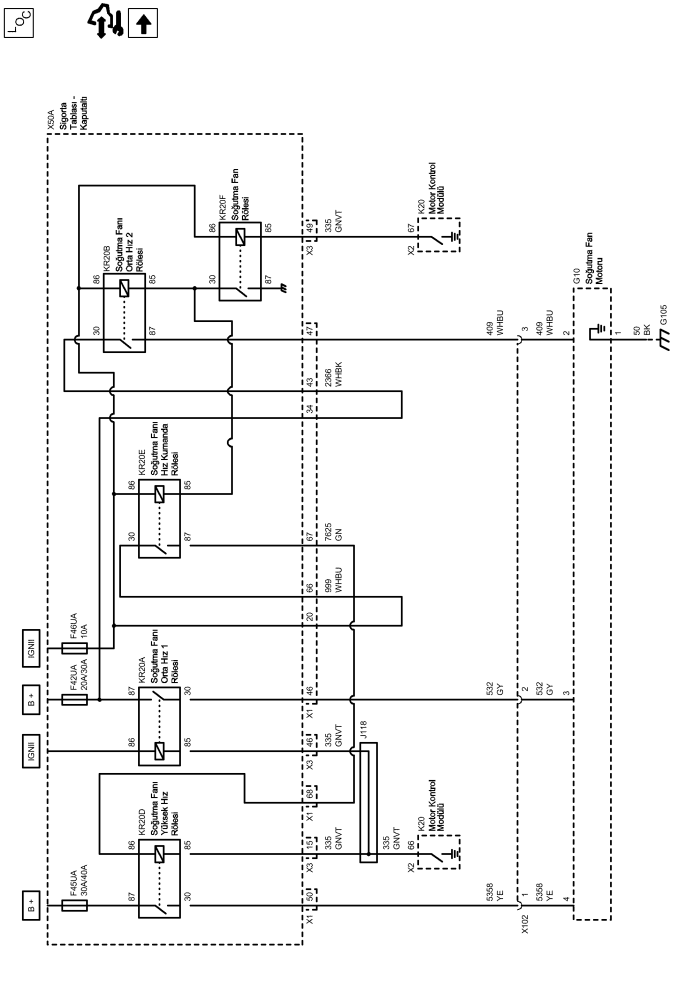 LOC
X50A
Sigorta
Tablası -
Kaputaltı
B +
IGNII
B +
IGNII
F45UA
30A/40A
F42UA
20A/30A
F46UA
10A
KR20D
Soğutma Fanı
Yüksek Hız
Rölesi
86
85
87
30
KR20A
Soğutma Fanı
Orta Hız 1
Rölesi
87
30
86
85
KR20E
Soğutma Fanı
Hız Kumanda
Rölesi
86
85
30
87
KR20B
Soğutma Fanı
Orta Hız 2
Rölesi
86
85
30
87
KR20F
Soğutma Fan
Rölesi
86
85
30
87
X1
50
X3
15
335
GNVT
X1
68
X3
46
335
GNVT
X1
46
20
66
999
WHBU
67
7625
GN
34
43
2366
WHBK
47
X3
49
335
GNVT
J118
335
GNVT
66
X2
K20
Motor Kontrol
Modülü
67
X2
K20
Motor Kontrol
Modülü
5358
YE
1
X102
5358
YE
4
532
GY
2
532
GY
3
409
WHBU
3
409
WHBU
2
G10
Soğutma Fan
Motoru
1
50
BK
G105